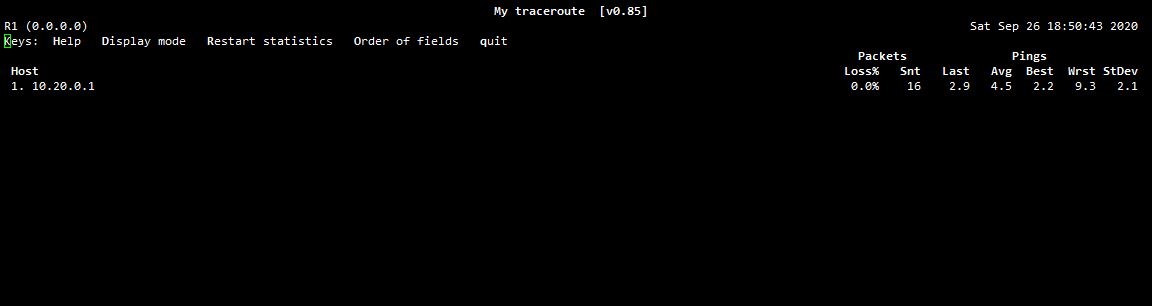 My traceroute [v0.85]
R1 (0.0.0.0) Sat Sep 26 18:50:43 2020
Keys: Help Display mode Restart statistics Order of fields quit
Packets Pings
Host Loss% Snt Last Avg Best Wrst StDev
1. 10.20.0.1 0.0% 16 2.9 4.5 2.2 9.3 2.1